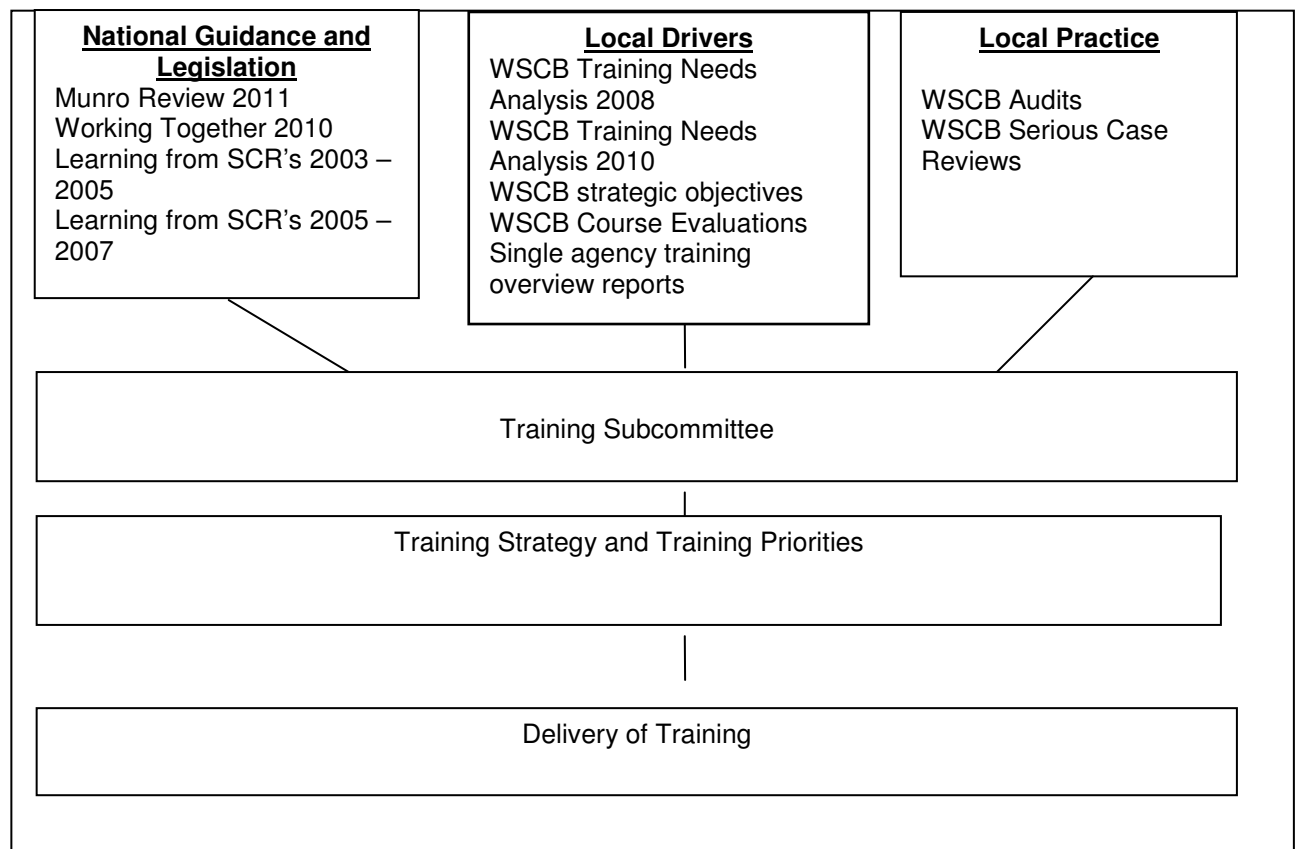 National Guidance and
Legislation
Munro Review 2011
Working Together 2010
Learning from SCR's 2003 –
2005
Learning from SCR's 2005 –
2007
Local Drivers
WSCB Training Needs
Analysis 2008
WSCB Training Needs
Analysis 2010
WSCB strategic objectives
WSCB Course Evaluations
Single agency training
overview reports
Local Practice
WSCB Audits
WSCB Serious Case
Reviews
Training Subcommittee
Training Strategy and Training Priorities
Delivery of Training